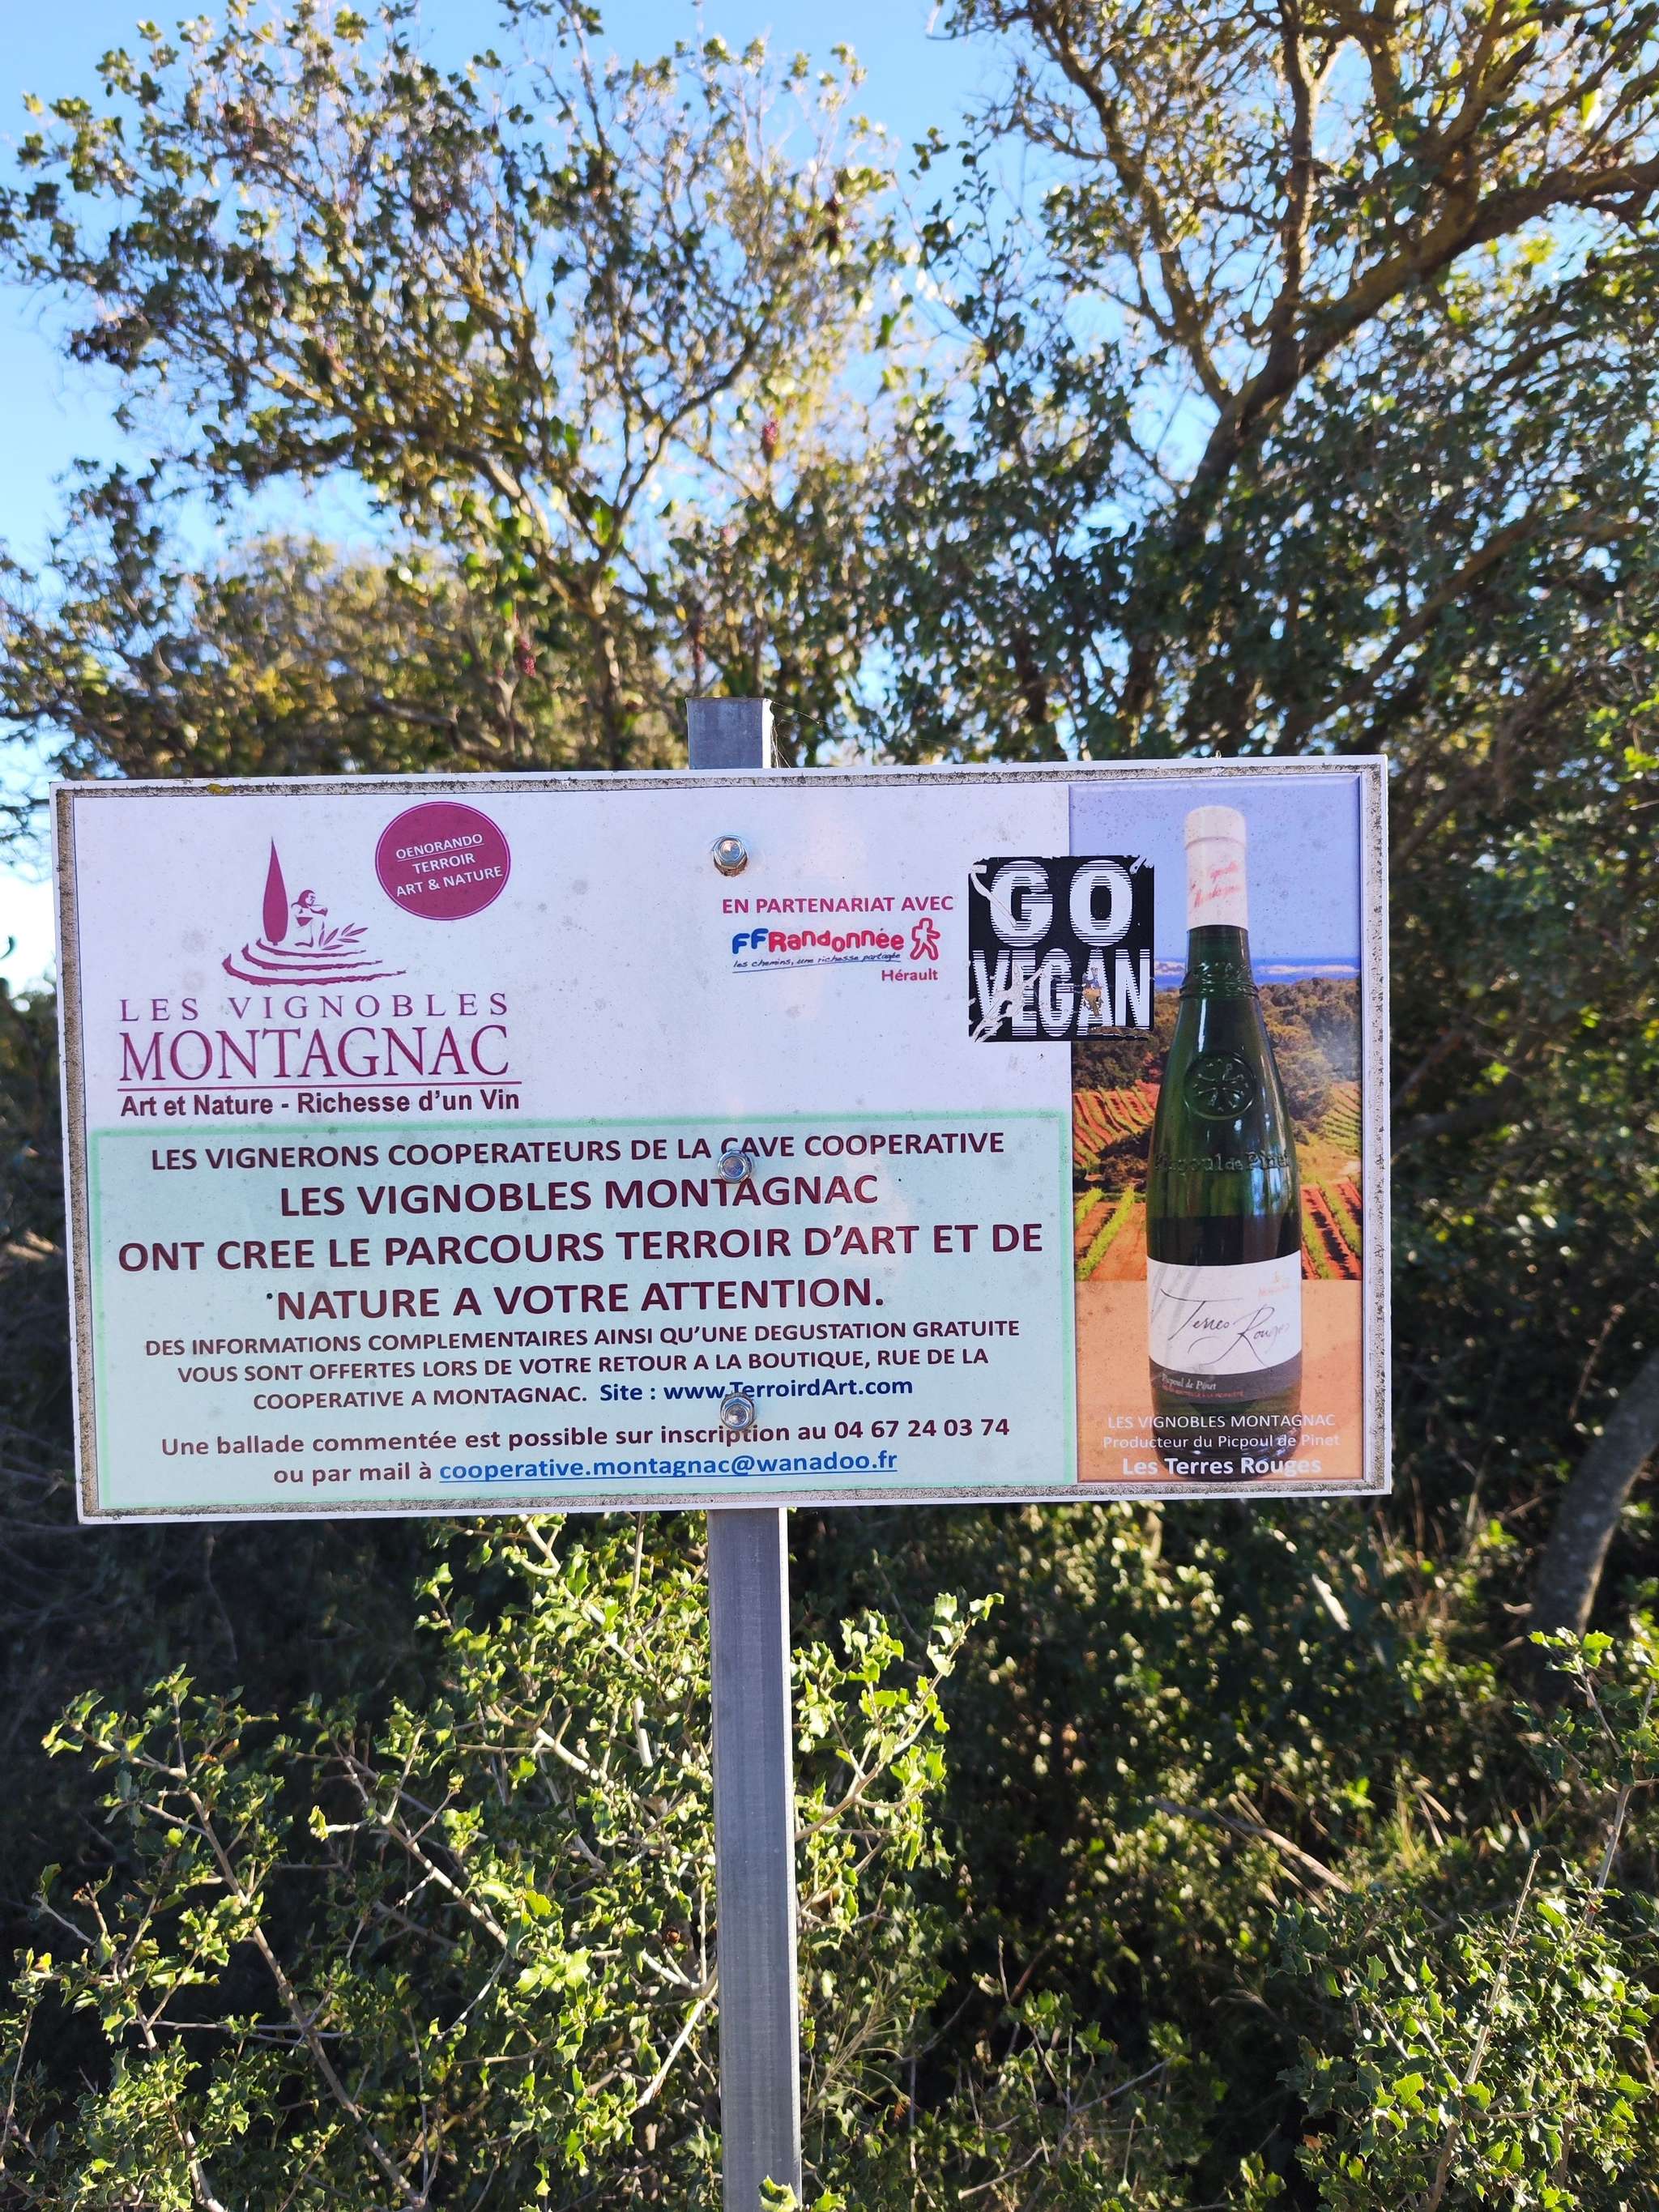 OENORANDO
TERROIR
ART & NATURE
LES VIGNOBLES
MONTAGNAC
Art et Nature - Richesse d'un Vin
EN PARTENARIAT AVEC
FFRandonnée
les chemins, une richesse partagée
Hérault
GO
VEGAN
LES VIGNERONS COOPERATEURS DE LA CAVE COOPERATIVE
LES VIGNOBLES MONTAGNAC
ONT CREE LE PARCOURS TERROIR D'ART ET DE
NATURE A VOTRE ATTENTION.
DES INFORMATIONS COMPLEMENTAIRES AINSI QU'UNE DEGUSTATION GRATUITE
VOUS SONT OFFERTES LORS DE VOTRE RETOUR A LA BOUTIQUE, RUE DE LA
COOPERATIVE A MONTAGNAC. Site : www.TerroirdArt.com
Une ballade commentée est possible sur inscription au 04 67 24 03 74
ou par mail à cooperative.montagnac@wanadoo.fr
Picpoul de Pinet
Terres Rouges
Picpoul de Pinet
LES VIGNOBLES MONTAGNAC
Producteur du Picpoul de Pinet
Les Terres Rouges